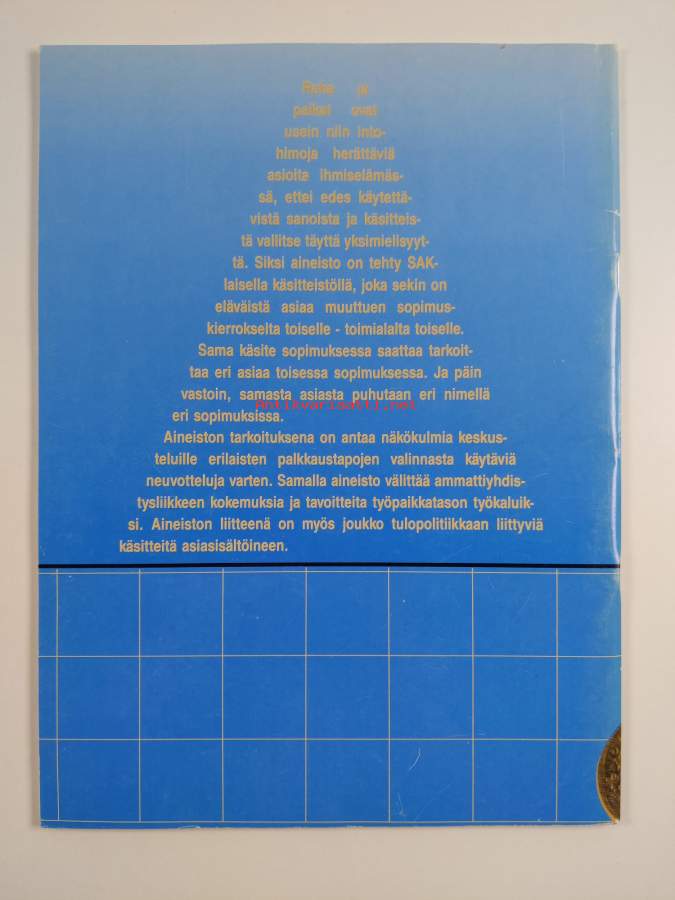 Raha ja
palkat ovat
usein niin into-
himoja herättäviä
asioita ihmiselämäs-
sä, ettei edes käytettä-
vistä sanoista ja käsitteis-
tä vallitse täyttä yksimielisyyt-
tä. Siksi aineisto on tehty SAK-
laisella käsitteistöllä, joka sekin on
eläväistä asiaa muuttuen sopimus-
kierrokselta toiselle - toimialalta toiselle.
Sama käsite sopimuksessa saattaa tarkoit-
taa eri asiaa toisessa sopimuksessa. Ja päin
vastoin, samasta asiasta puhutaan eri nimellä
Antikvariaatti.net
eri sopimuksissa.
Aineiston tarkoituksena on antaa näkökulmia keskus-
teluille erilaisten palkkaustapojen valinnasta käytäviä
neuvotteluja varten. Samalla aineisto välittää ammattiyhdis-
tysliikkeen kokemuksia ja tavoitteita työpaikkatason työkaluik-
si. Aineiston liitteenä on myös joukko tulopolitiikkaan liittyviä
käsitteitä asiasisältöineen.